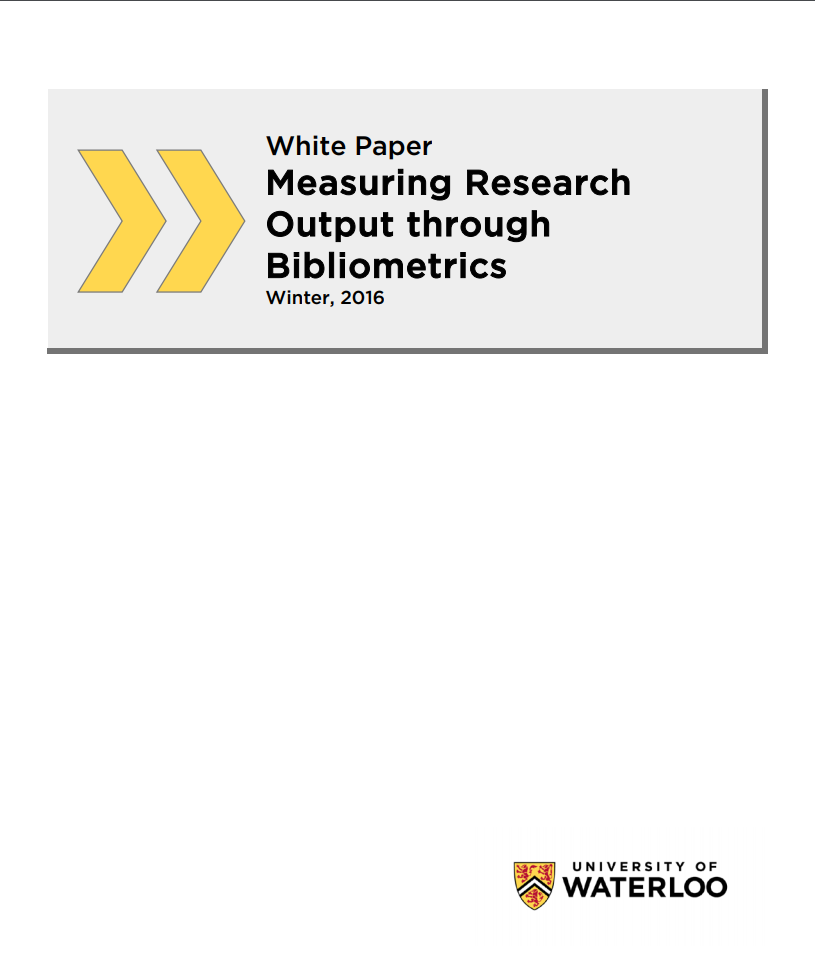 White Paper
Measuring Research
Output through
Bibliometrics
Winter, 2016
UNIVERSITY OF
WATERLOO